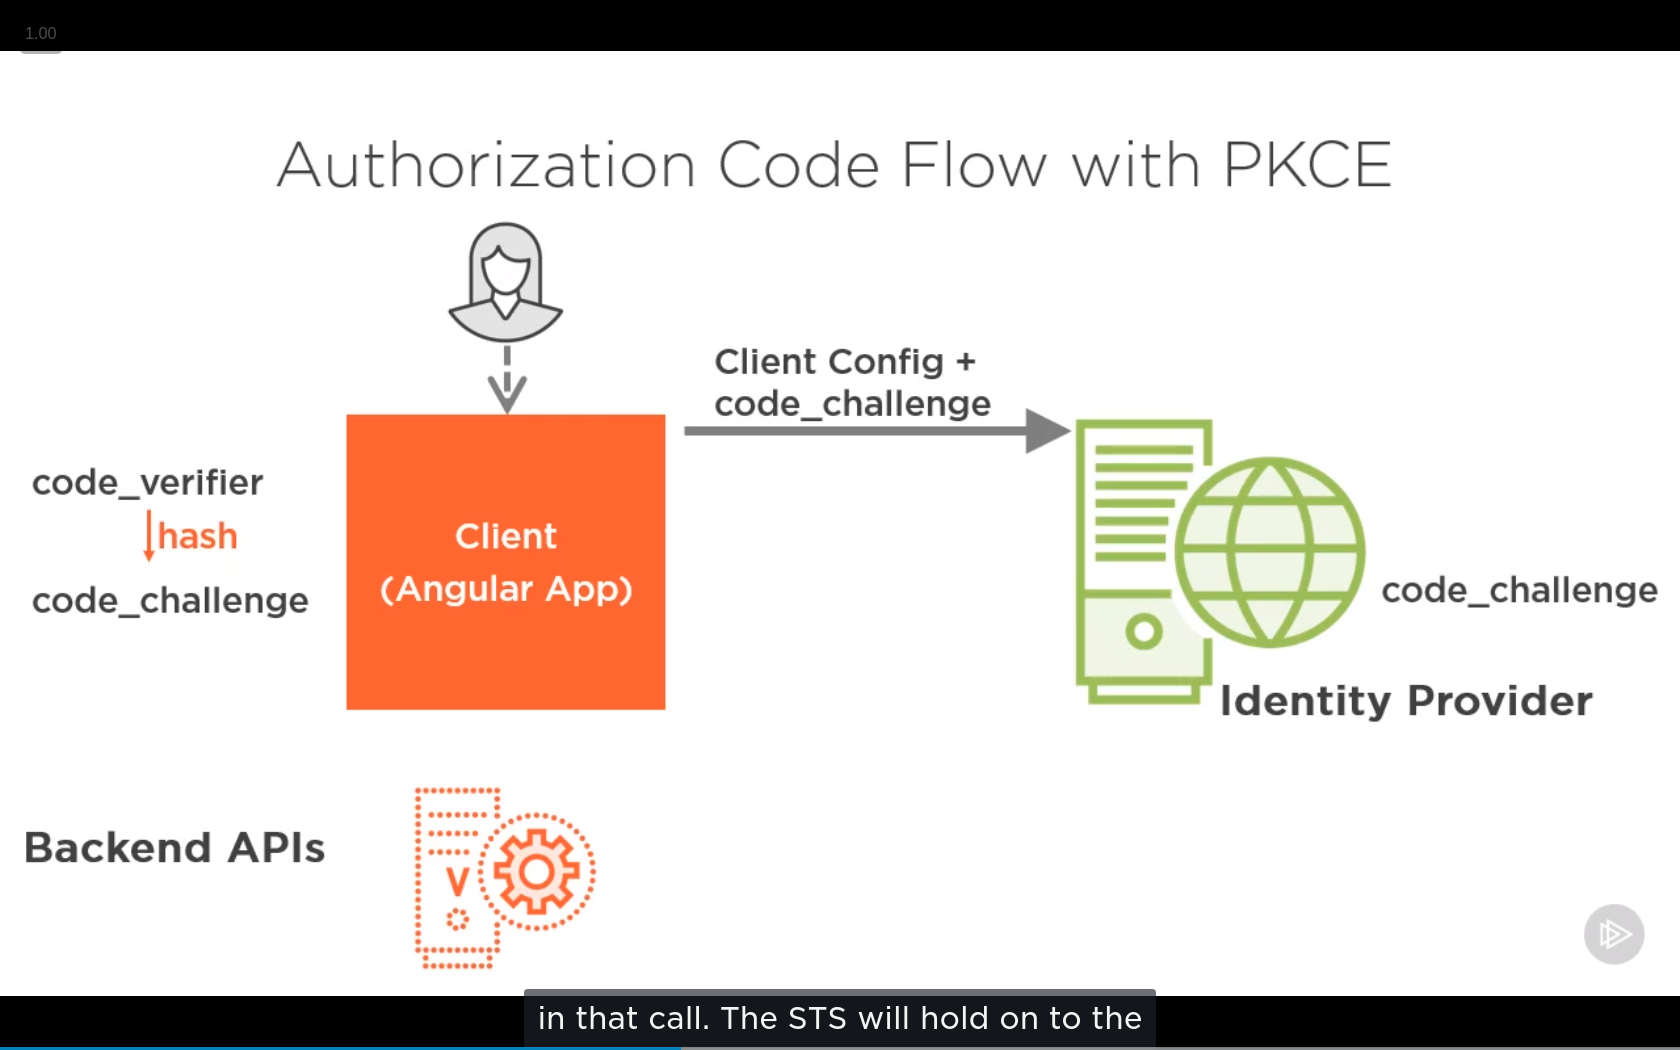 1.00
Authorization Code Flow with PKCE
Client Config +
code_challenge
code_verifier
hash
code_challenge
Client
(Angular App)
code_challenge
Identity Provider
Backend APIs
in that call. The STS will hold on to the